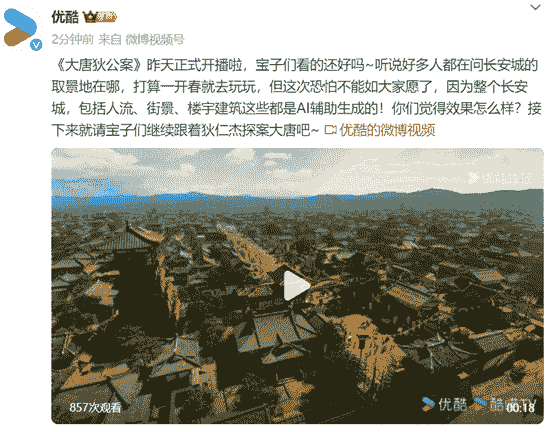 优酷
2分钟前 来自 微博视频号
《大唐狄公案》昨天正式开播啦，宝子们看的还好吗~听说好多人都在问长安城的
取景地在哪，打算一开春就去玩玩，但这次恐怕不能如大家愿了，因为整个长安
城，包括人流、街景、楼宇建筑这些都是AI辅助生成的！你们觉得效果怎么样？接
下来就请宝子们继续跟着狄仁杰探案大唐吧~ 优酷的微博视频
857次观看
优酷
00:18